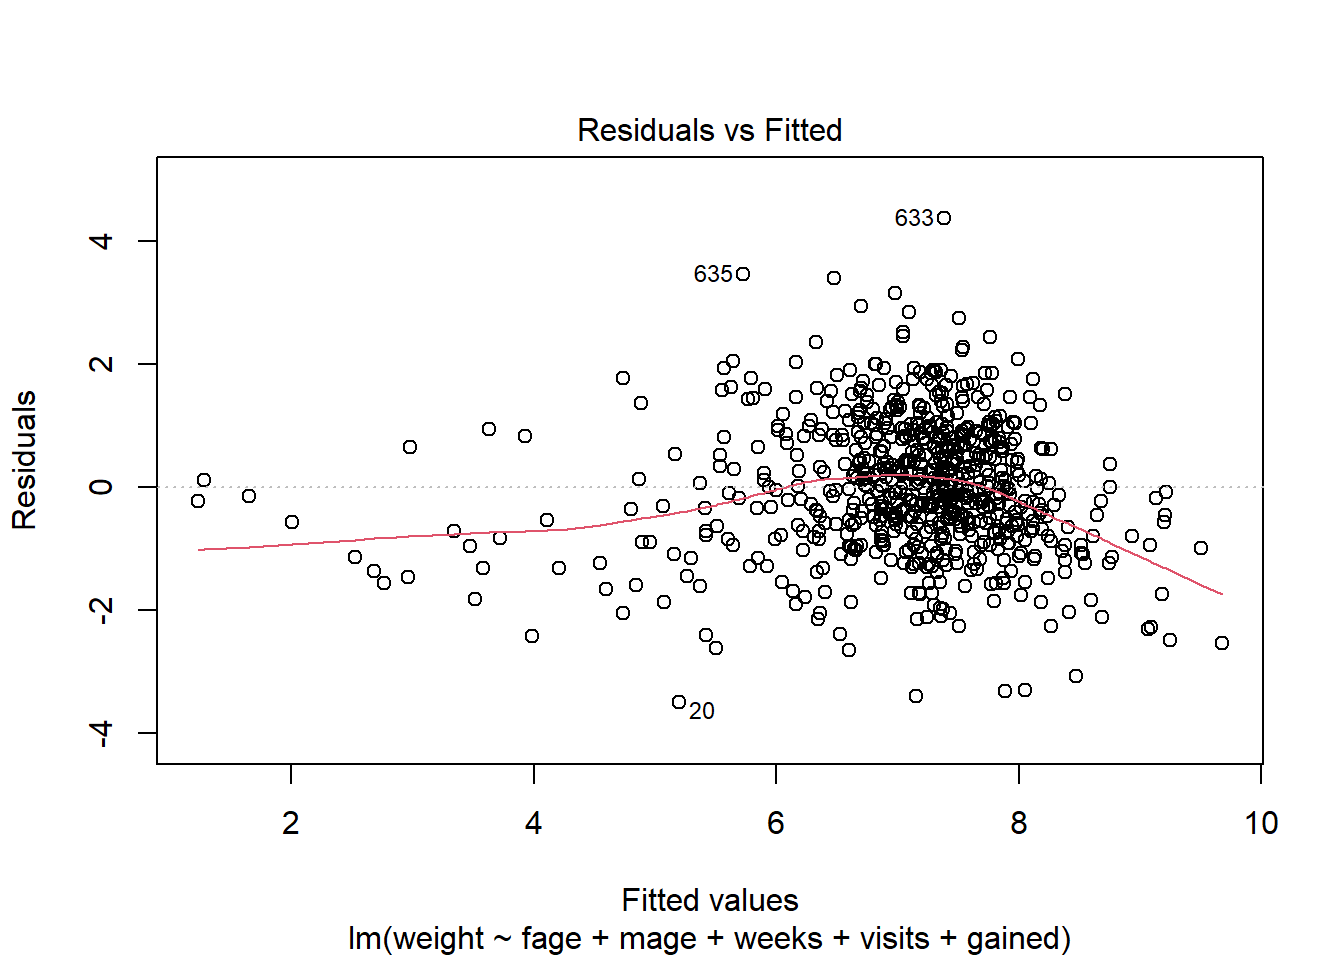 Residuals vs Fitted
633
635
20
4
2
0
-2
-4
Residuals
2 4 6 8 10
Fitted values
lm(weight ~ fage + mage + weeks + visits + gained)